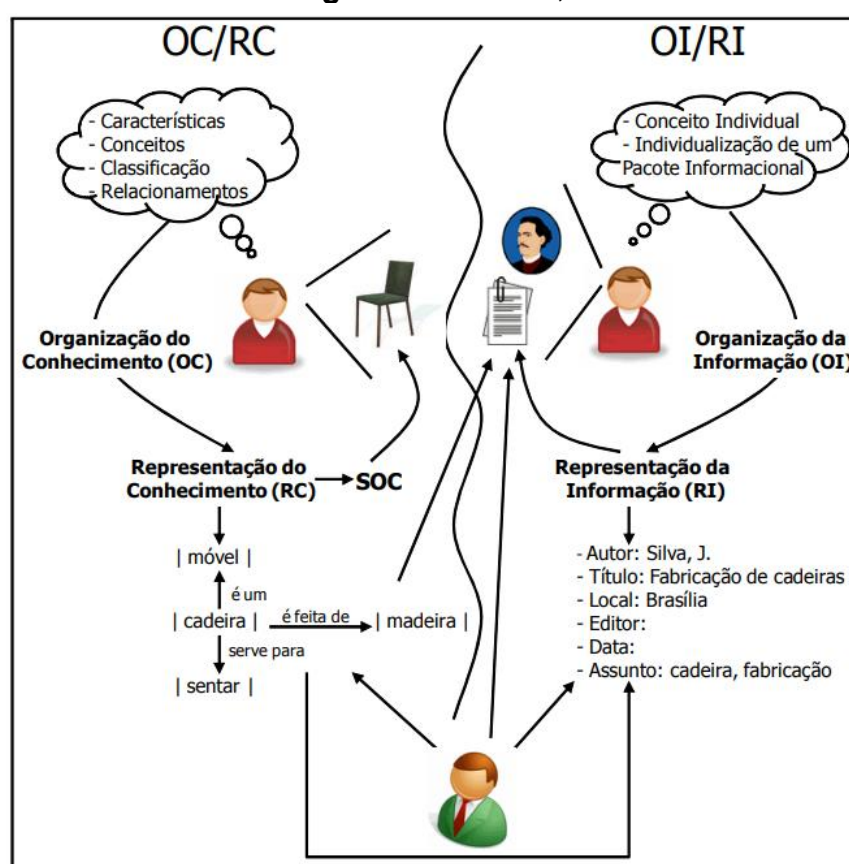 OC/RC
OI/RI
- Características
- Conceitos
- Classificação
- Relacionamentos
- Conceito Individual
- Individualização de um
Pacote Informacional
Organização do
Conhecimento (OC)
Organização da
Informação (OI)
Representação do
Conhecimento (RC)
SOC
Representação da
Informação (RI)
| móvel |
é um
| cadeira |
é feita de
| madeira |
serve para
| sentar |
- Autor: Silva, J.
- Título: Fabricação de cadeiras
- Local: Brasília
- Editor:
- Data:
- Assunto: cadeira, fabricação